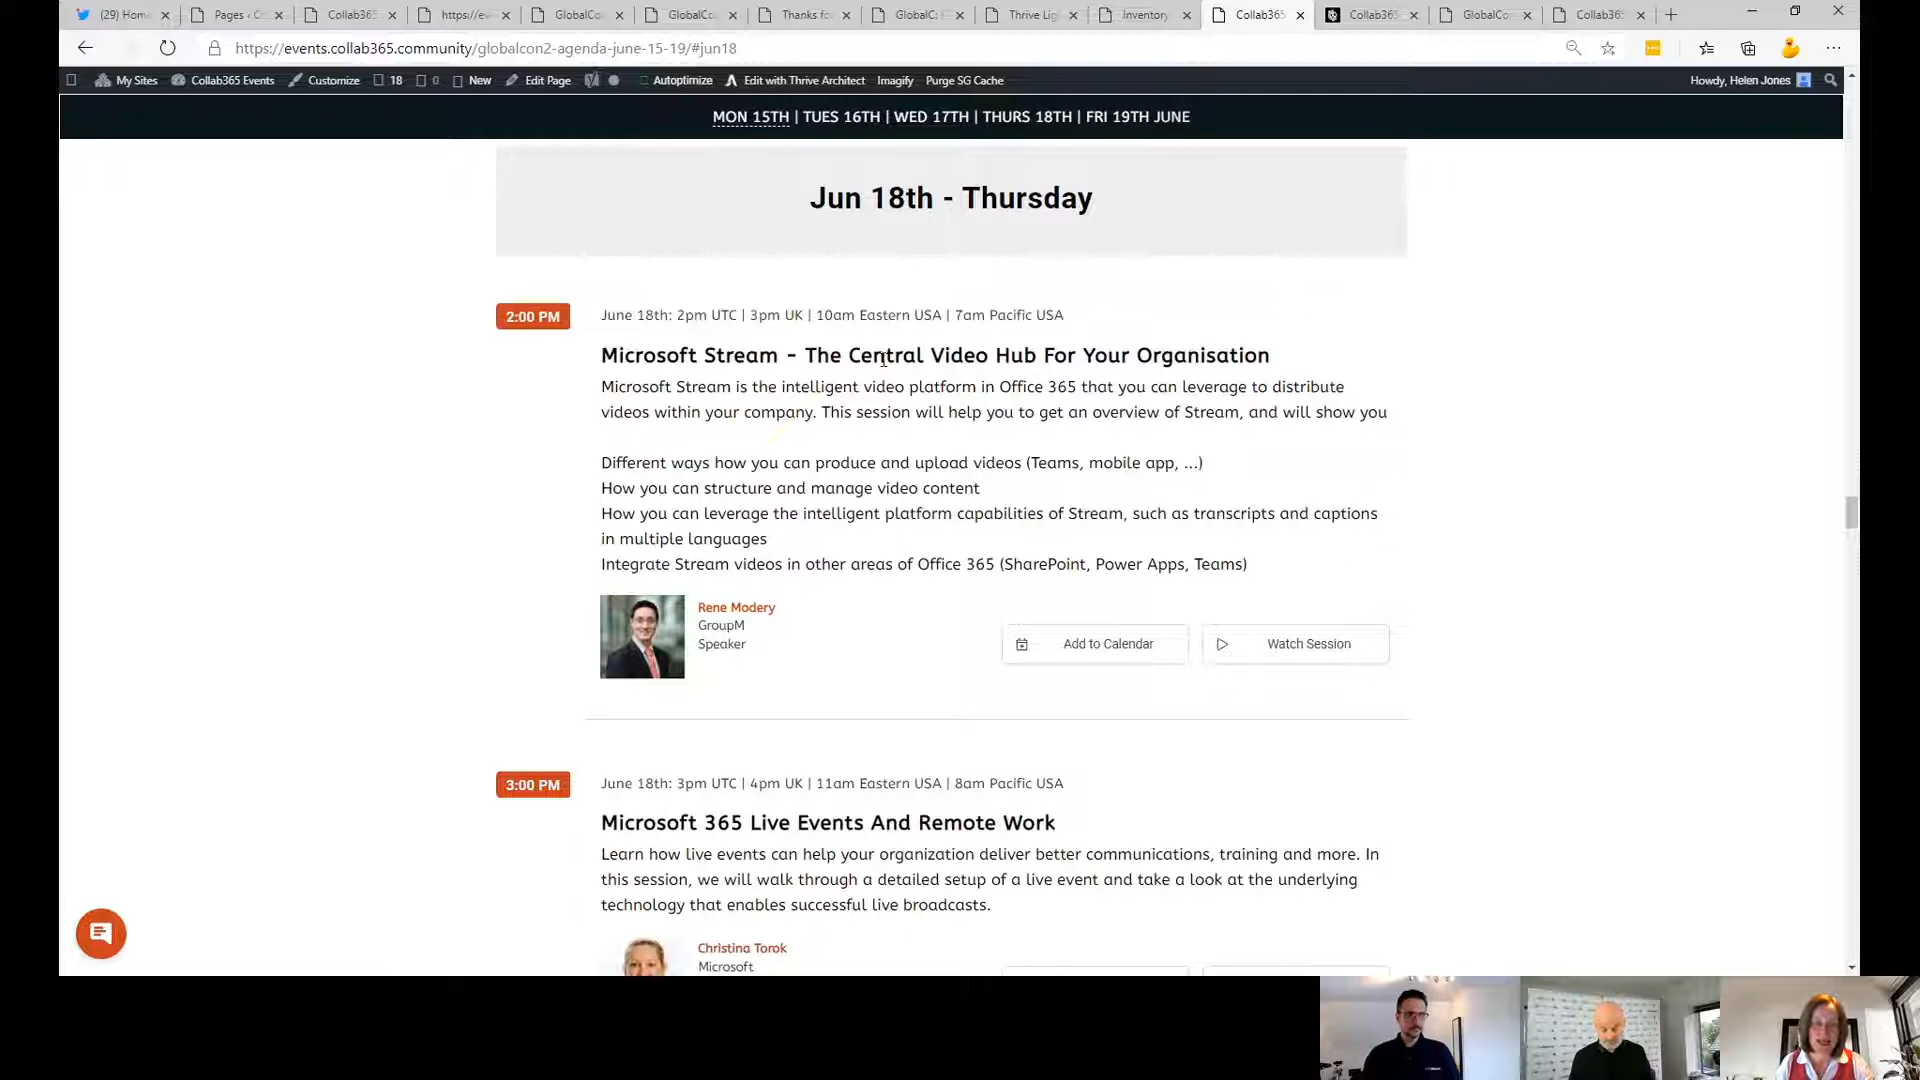 (29) Home
Pages ‹ C
Collab365
https://eve
GlobalCo
GlobalCo
Thanks fo
GlobalC
Thrive Lig
Inventory
Collab365
Collab365
GlobalCo
Collab365
https://events.collab365.community/globalcon2-agenda-june-15-19/#jun18
My Sites Collab365 Events Customize 18 0 New Edit Page Autoptimize Edit with Thrive Architect Imagify Purge SG Cache Howdy, Helen Jones
MON 15TH | TUES 16TH | WED 17TH | THURS 18TH | FRI 19TH JUNE
Jun 18th - Thursday
2:00 PM
June 18th: 2pm UTC | 3pm UK | 10am Eastern USA | 7am Pacific USA
Microsoft Stream - The Central Video Hub For Your Organisation
Microsoft Stream is the intelligent video platform in Office 365 that you can leverage to distribute
videos within your company. This session will help you to get an overview of Stream, and will show you
Different ways how you can produce and upload videos (Teams, mobile app, ...)
How you can structure and manage video content
How you can leverage the intelligent platform capabilities of Stream, such as transcripts and captions
in multiple languages
Integrate Stream videos in other areas of Office 365 (SharePoint, Power Apps, Teams)
Rene Modery
GroupM
Speaker
Add to Calendar
Watch Session
3:00 PM
June 18th: 3pm UTC | 4pm UK | 11am Eastern USA | 8am Pacific USA
Microsoft 365 Live Events And Remote Work
Learn how live events can help your organization deliver better communications, training and more. In
this session, we will walk through a detailed setup of a live event and take a look at the underlying
technology that enables successful live broadcasts.
Christina Torok
Microsoft